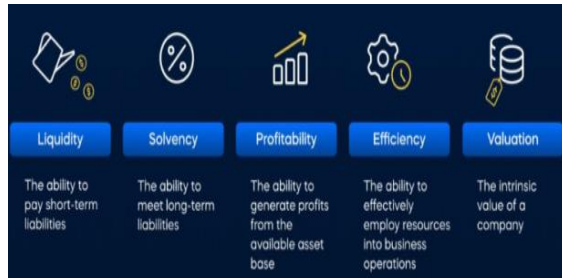 Liquidity
The ability to
pay short-term
liabilities
Solvency
The ability to
meet long-term
liabilities
Profitability
The ability to
generate profits
from the
available asset
base
Efficiency
The ability to
effectively
employ resources
into business
operations
Valuation
The intrinsic
value of a
company